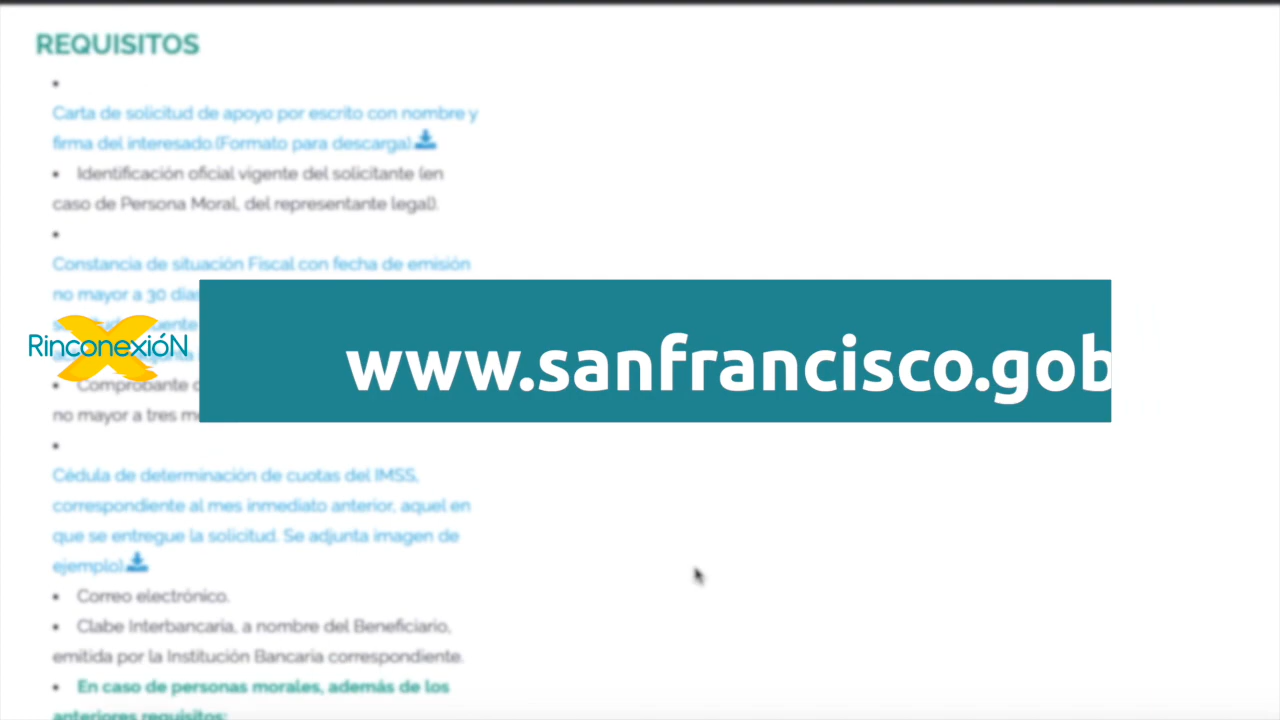 REQUISITOS
•
Carta de solicitud de apoyo por escrito con nombre y
firma del interesado.(Formato para descarga).
• Identificación oficial vigente del solicitante (en
caso de Persona Moral, del representante legal).
•
Constancia de situación Fiscal con fecha de emisión
no mayor a 30 días
RinconexióN
www.sanfrancisco.gob
• Comprobante
no mayor a tres
•
Cédula de determinación de cuotas del IMSS,
correspondiente al mes inmediato anterior, aquel en
que se entregue la solicitud. Se adjunta imagen de
ejemplo).
• Correo electrónico.
• Clabe Interbancaria, a nombre del Beneficiario,
emitida por la Institución Bancaria correspondiente.
• En caso de personas morales, además de los
anteriores requisitos: